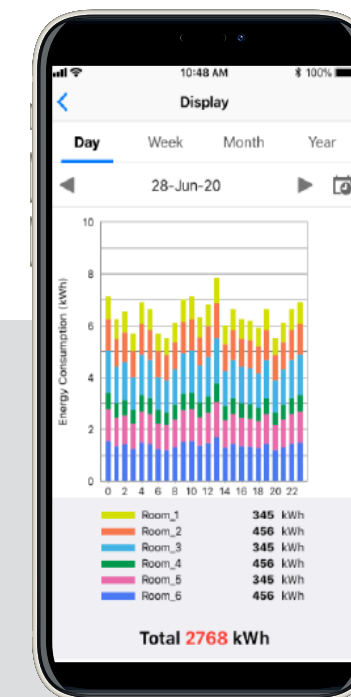 10:48 AM 100%
Display
Day Week Month Year
28-Jun-20
Energy Consumption (kWh)
10
8
6
4
2
0
0 2 4 6 8 10 12 14 16 18 20 22
Room_1 345 kWh
Room_2 456 kWh
Room_3 345 kWh
Room_4 456 kWh
Room_5 345 kWh
Room_6 456 kWh
Total 2768 kWh